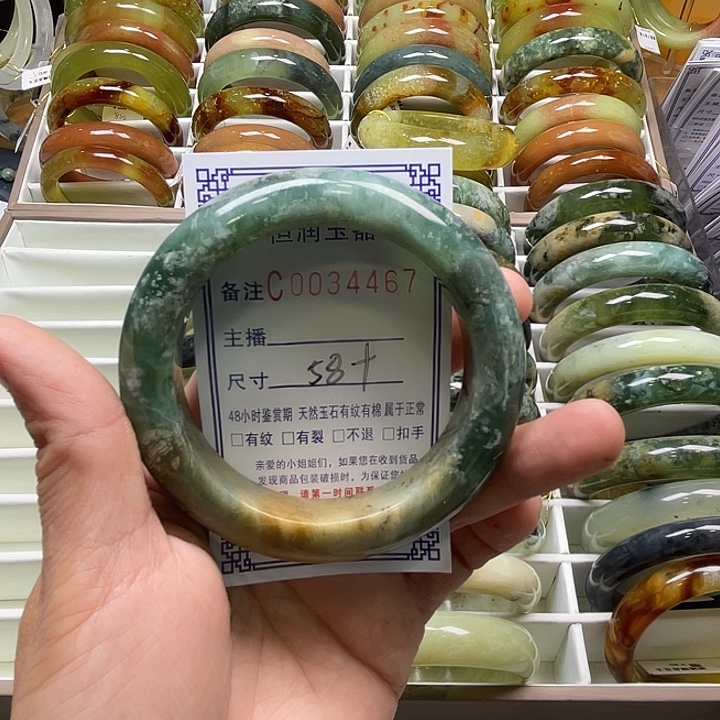 恒润玉器
备注C0034467
主播
尺寸 58+
48小时鉴赏期 天然玉石有纹有棉属于正常
□有纹 □有裂 □不退 □扣手
亲爱的小姐姐们，如果您在收到货品
发现商品包装破损时，为保证您
请第一时间